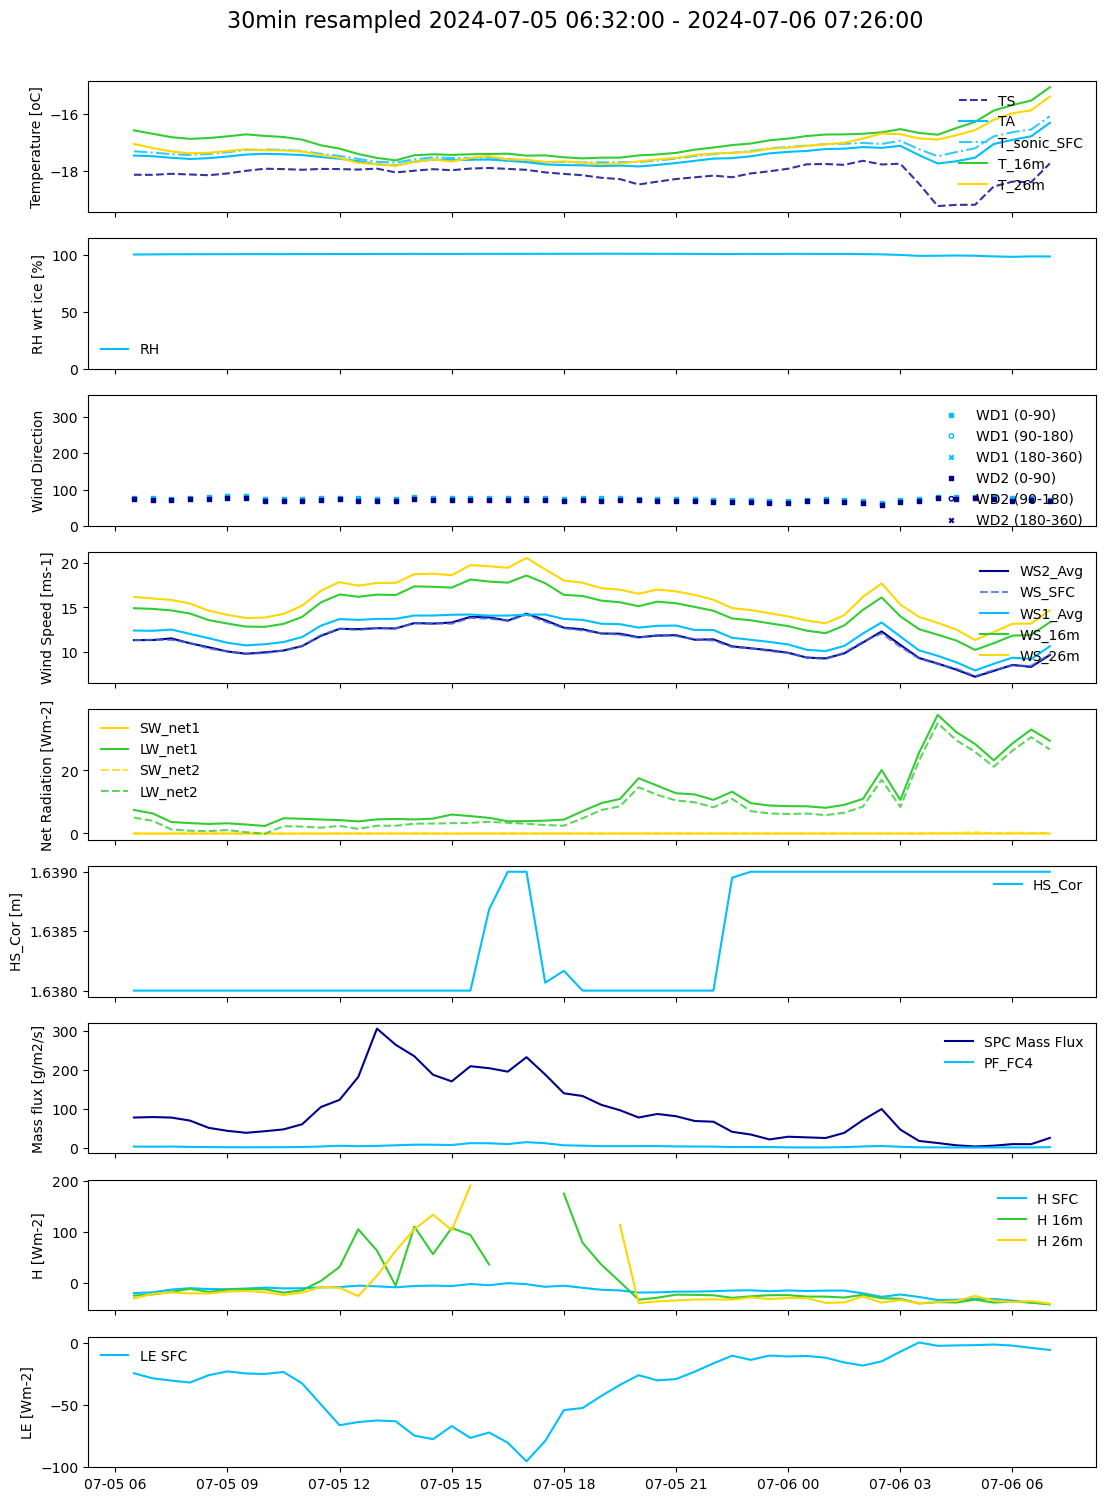 30min resampled 2024-07-05 06:32:00 - 2024-07-06 07:26:00
Temperature [oC]
−16
−18
TS
TA
T_sonic_SFC
T_16m
T_26m
RH wrt ice [%]
100
50
0
RH
Wind Direction
300
200
100
0
WD1 (0-90)
WD1 (90-180)
WD1 (180-360)
WD2 (0-90)
WD2 (90-180)
WD2 (180-360)
Wind Speed [ms-1]
20
15
10
WS2_Avg
WS_SFC
WS1_Avg
WS_16m
WS_26m
Net Radiation [Wm-2]
20
0
SW_net1
LW_net1
SW_net2
LW_net2
HS_Cor [m]
1.6390
1.6385
1.6380
HS_Cor
Mass flux [g/m2/s]
300
200
100
0
SPC Mass Flux
PF_FC4
H [Wm-2]
200
100
0
H SFC
H 16m
H 26m
LE [Wm-2]
0
−50
−100
LE SFC
07-05 06 07-05 09 07-05 12 07-05 15 07-05 18 07-05 21 07-06 00 07-06 03 07-06 06